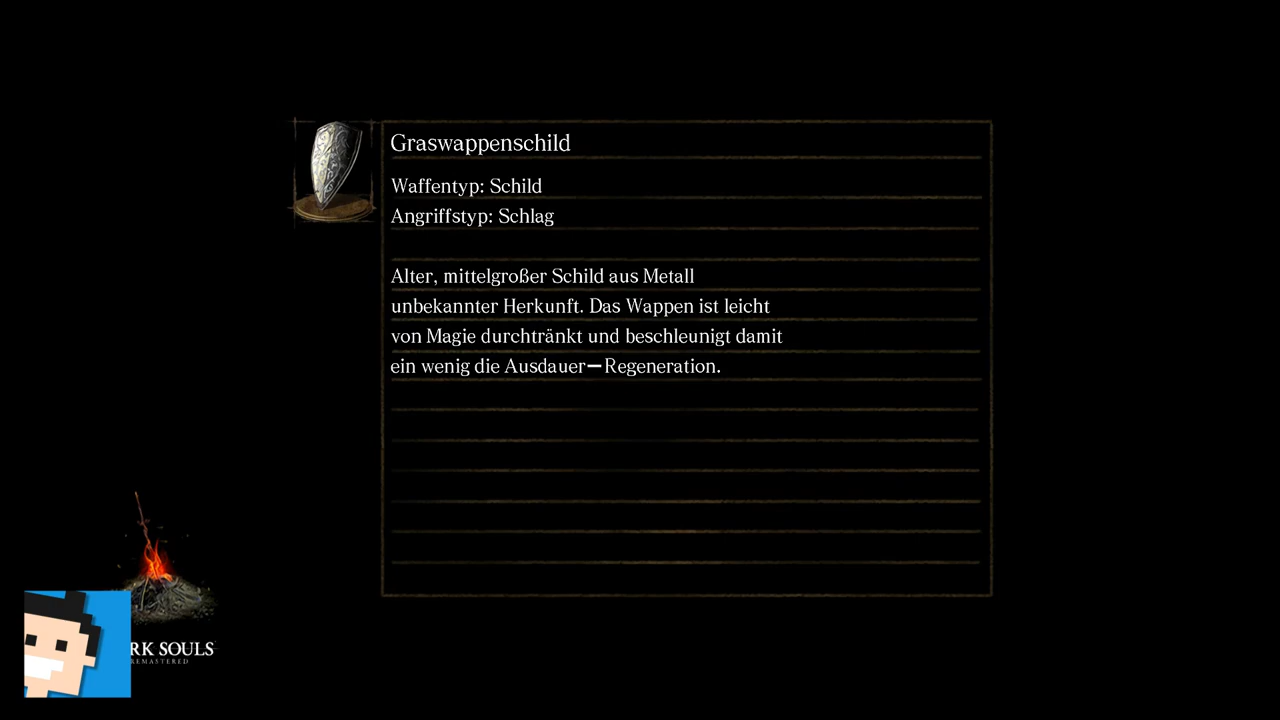 Graswappenschild
Waffentyp: Schild
Angriffstyp: Schlag
Alter, mittelgroßer Schild aus Metall
unbekannter Herkunft. Das Wappen ist leicht
von Magie durchtränkt und beschleunigt damit
ein wenig die Ausdauer–Regeneration.
RK SOULS
REMASTERED